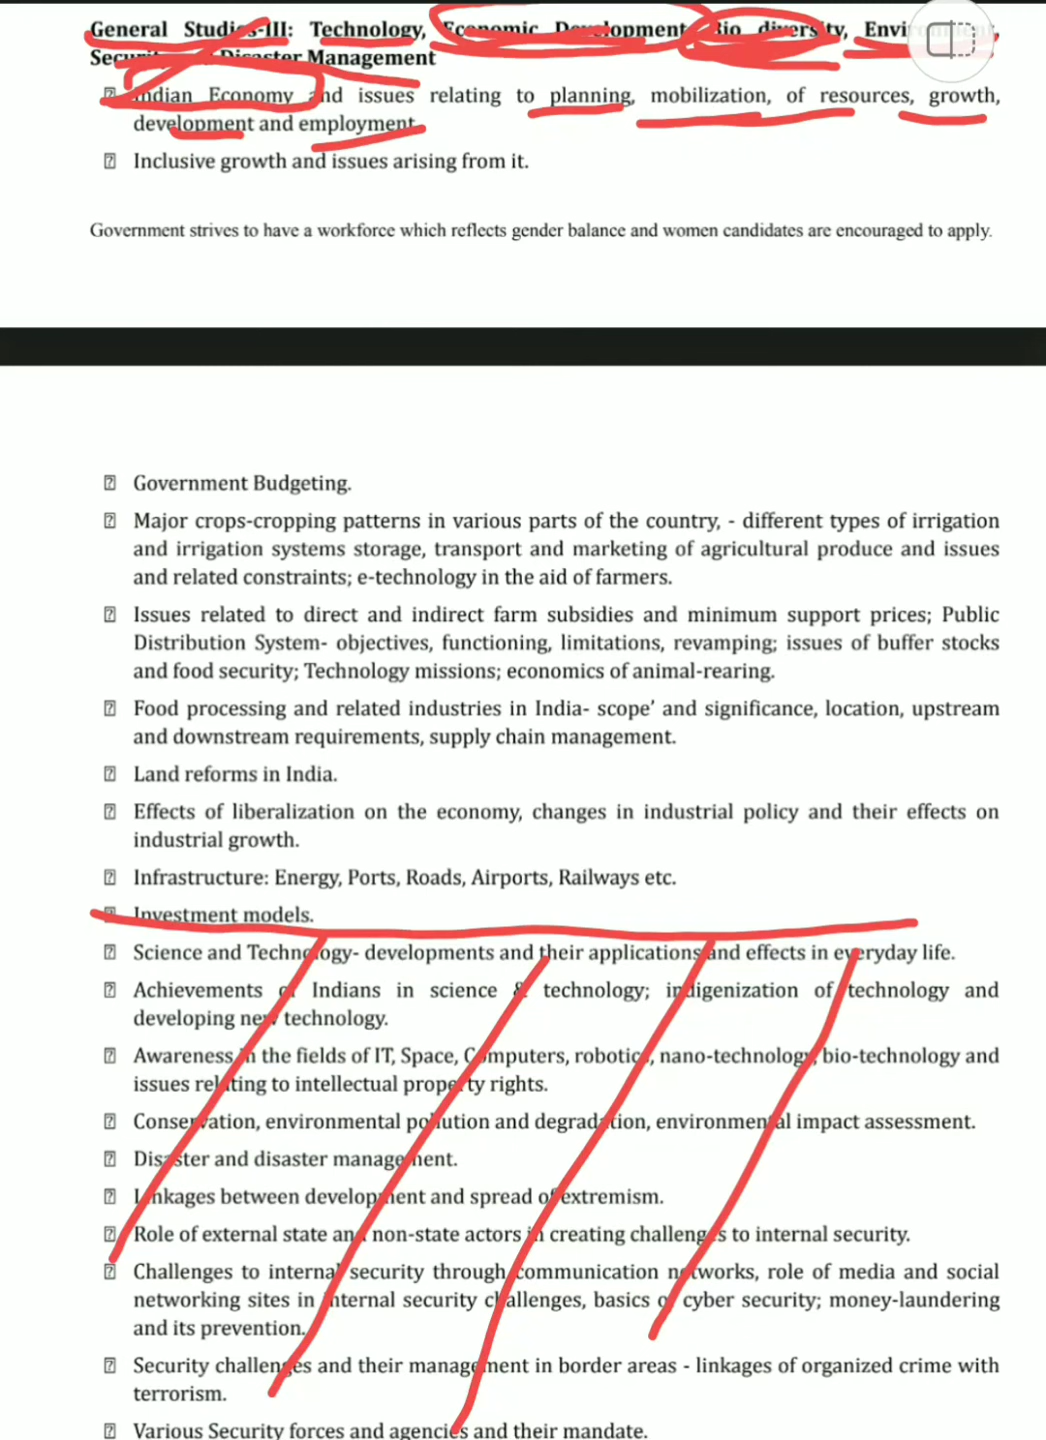 General Studies-III: Technology, Economic Development, Bio diversity, Environment,
Security and Disaster Management
Indian Economy and issues relating to planning, mobilization, of resources, growth,
development and employment.
Inclusive growth and issues arising from it.
Government strives to have a workforce which reflects gender balance and women candidates are encouraged to apply.
Government Budgeting.
Major crops-cropping patterns in various parts of the country, - different types of irrigation
and irrigation systems storage, transport and marketing of agricultural produce and issues
and related constraints; e-technology in the aid of farmers.
Issues related to direct and indirect farm subsidies and minimum support prices; Public
Distribution System- objectives, functioning, limitations, revamping; issues of buffer stocks
and food security; Technology missions; economics of animal-rearing.
Food processing and related industries in India- scope’ and significance, location, upstream
and downstream requirements, supply chain management.
Land reforms in India.
Effects of liberalization on the economy, changes in industrial policy and their effects on
industrial growth.
Infrastructure: Energy, Ports, Roads, Airports, Railways etc.
Investment models.
Science and Technology- developments and their applications and effects in everyday life.
Achievements of Indians in science & technology; indigenization of technology and
developing new technology.
Awareness in the fields of IT, Space, Computers, robotics, nano-technology, bio-technology and
issues relating to intellectual property rights.
Conservation, environmental pollution and degradation, environmental impact assessment.
Disaster and disaster management.
Linkages between development and spread of extremism.
Role of external state and non-state actors in creating challenges to internal security.
Challenges to internal security through communication networks, role of media and social
networking sites in internal security challenges, basics of cyber security; money-laundering
and its prevention.
Security challenges and their management in border areas - linkages of organized crime with
terrorism.
Various Security forces and agencies and their mandate.